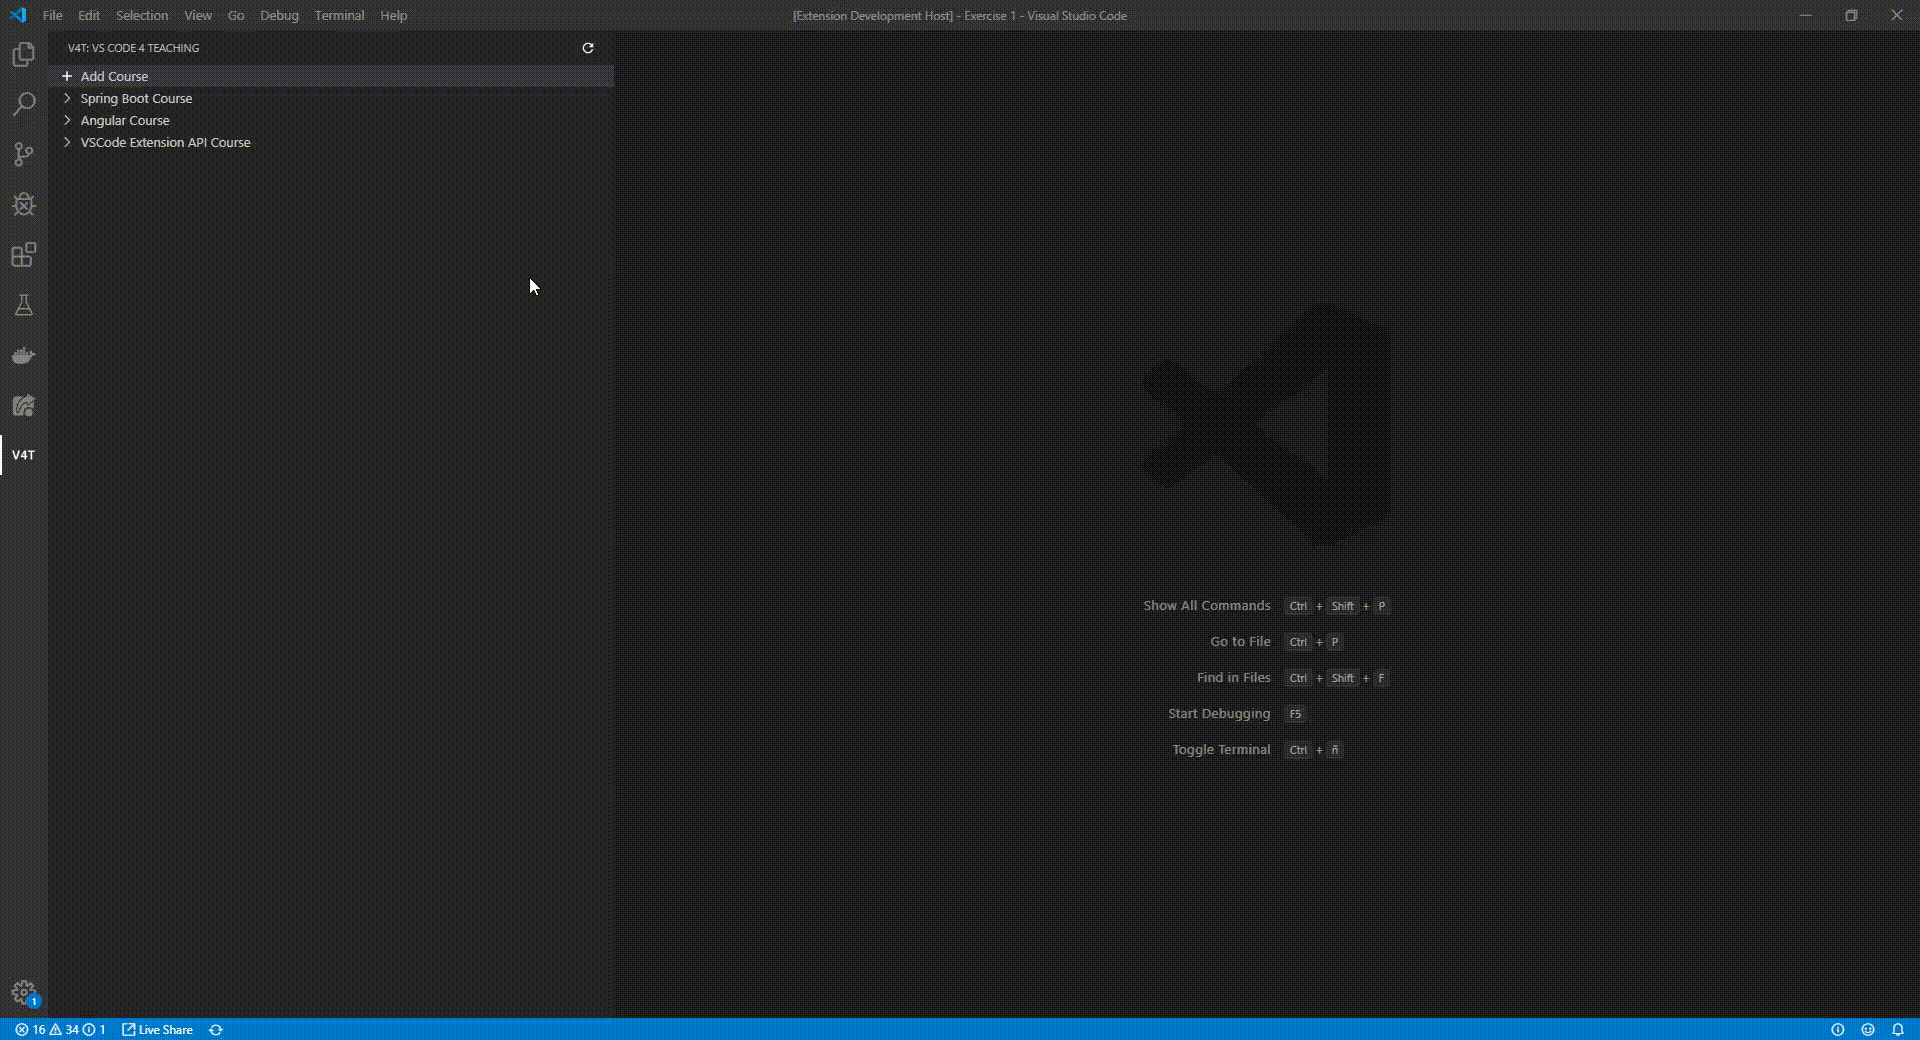 File Edit Selection View Go Debug Terminal Help
[Extension Development Host] - Exercise 1 - Visual Studio Code
V4T: VS CODE 4 TEACHING
Add Course
Spring Boot Course
Angular Course
VSCode Extension API Course
V4T
Show All Commands Ctrl + Shift + P
Go to File Ctrl + P
Find in Files Ctrl + Shift + F
Start Debugging F5
Toggle Terminal Ctrl + ñ
1
16 34 1 Live Share